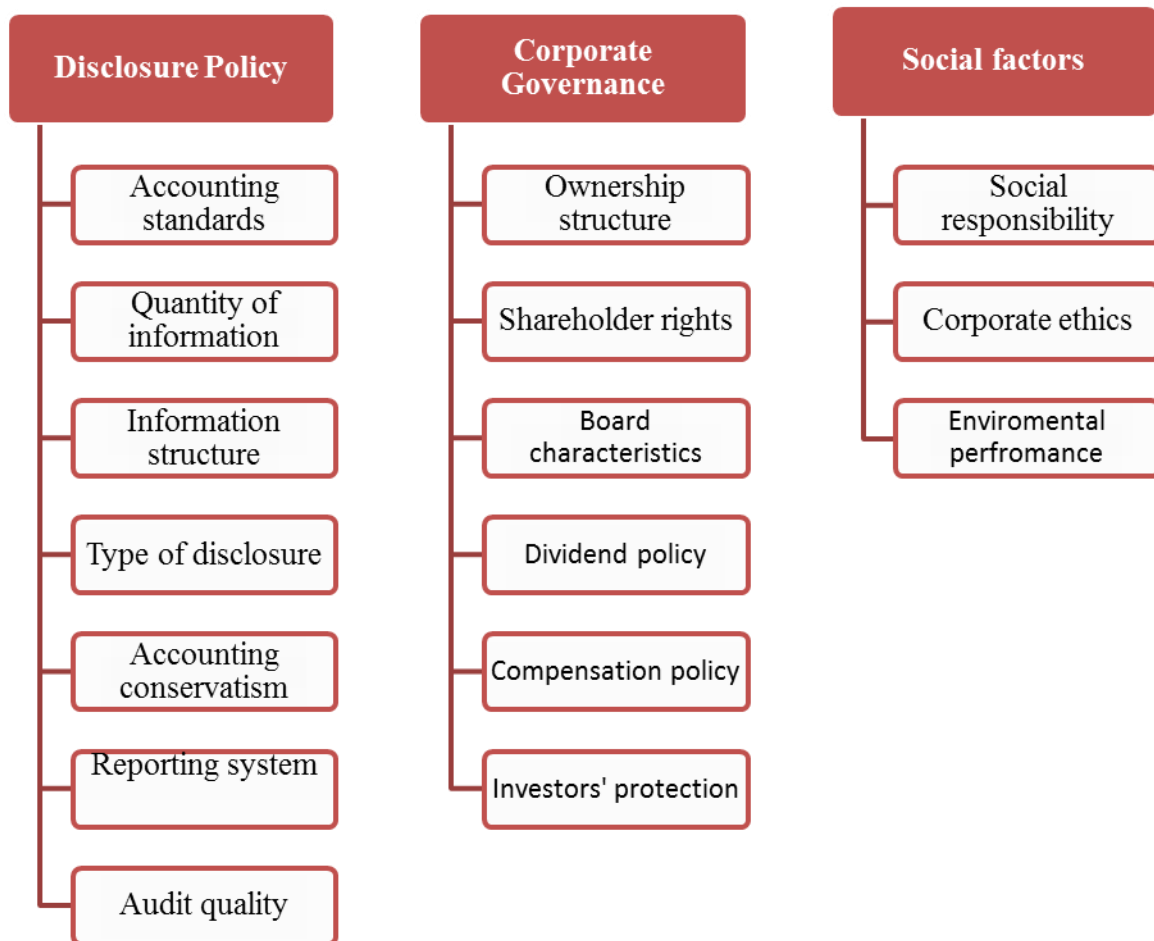 Disclosure Policy
Accounting
standards
Quantity of
information
Information
structure
Type of disclosure
Accounting
conservatism
Reporting system
Audit quality
Corporate
Governance
Ownership
structure
Shareholder rights
Board
characteristics
Dividend policy
Compensation policy
Investors' protection
Social factors
Social
responsibility
Corporate ethics
Enviromental
perfromance